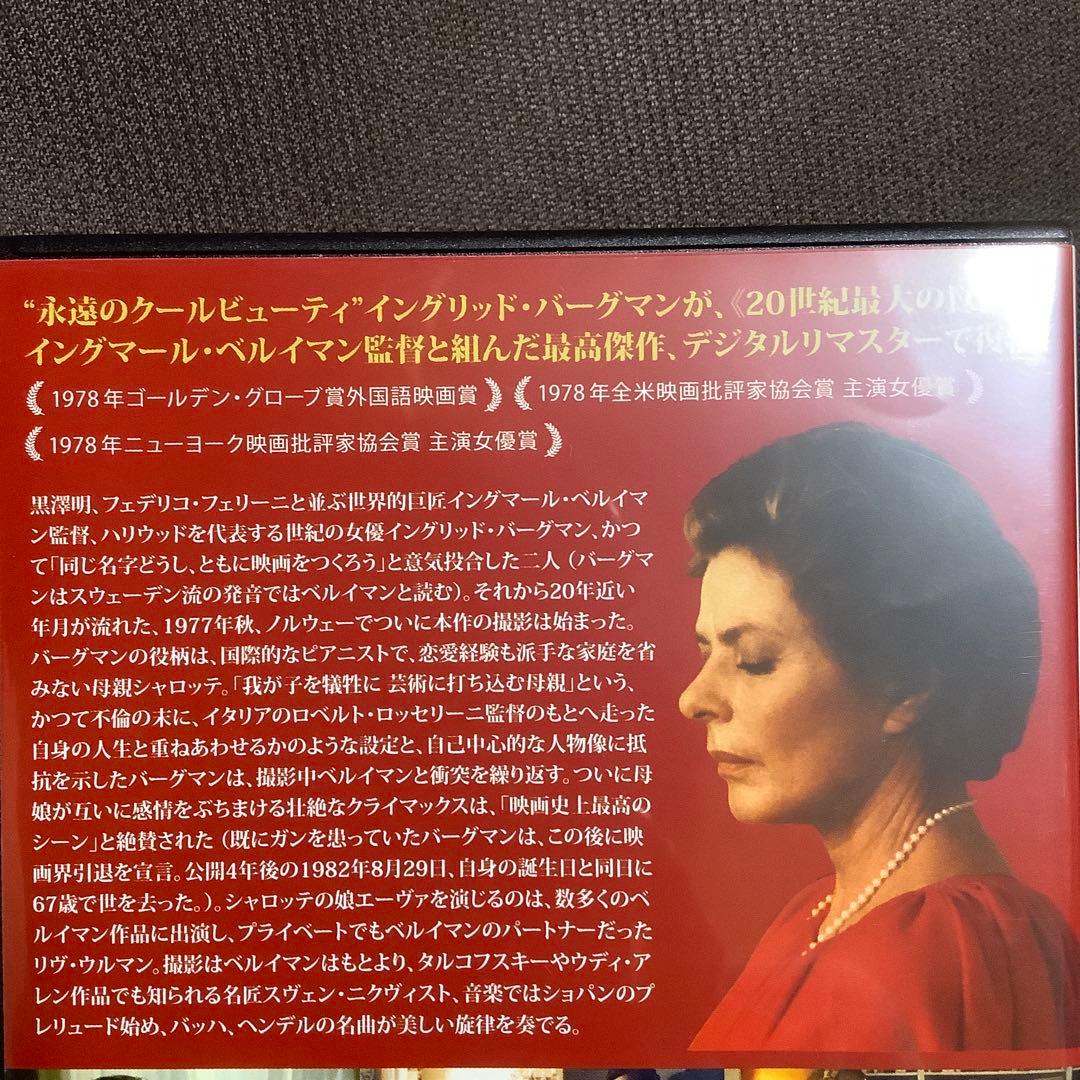 “永遠のクールビューティ”イングリッド・バーグマンが、《20世紀最大の
イングマール・ベルイマン監督と組んだ最高傑作、デジタルリマスターで復
1978年ゴールデン・グローブ賞外国語映画賞 1978年全米映画批評家協会賞 主演女優賞
1978年ニューヨーク映画批評家協会賞 主演女優賞
黒澤明、フェデリコ・フェリーニと並ぶ世界的巨匠イングマール・ベルイマ
ン監督、ハリウッドを代表する世紀の女優イングリッド・バーグマン、かつ
て「同じ名字どうし、ともに映画をつくろう」と意気投合した二人（バーグマ
ンはスウェーデン流の発音ではベルイマンと読む）。それから20年近い
年月が流れた、1977年秋、ノルウェーでついに本作の撮影は始まった。
バーグマンの役柄は、国際的なピアニストで、恋愛経験も派手な家庭を省
みない母親シャロッテ。「我が子を犠牲に 芸術に打ち込む母親」という、
かつて不倫の末に、イタリアのロベルト・ロッセリーニ監督のもとへ走った
自身の人生と重ねあわせるかのような設定と、自己中心的な人物像に抵
抗を示したバーグマンは、撮影中ベルイマンと衝突を繰り返す。ついに母
娘が互いに感情をぶちまける壮絶なクライマックスは、「映画史上最高の
シーン」と絶賛された（既にガンを患っていたバーグマンは、この後に映
画界引退を宣言。公開4年後の1982年8月29日、自身の誕生日と同日に
67歳で世を去った。）。シャロッテの娘エーヴァを演じるのは、数多くのベ
ルイマン作品に出演し、プライベートでもベルイマンのパートナーだった
リヴ・ウルマン。撮影はベルイマンはもとより、タルコフスキーやウディ・ア
レン作品でも知られる名匠スヴェン・ニクヴィスト、音楽ではショパンのプ
レリュード始め、バッハ、ヘンデルの名曲が美しい旋律を奏でる。